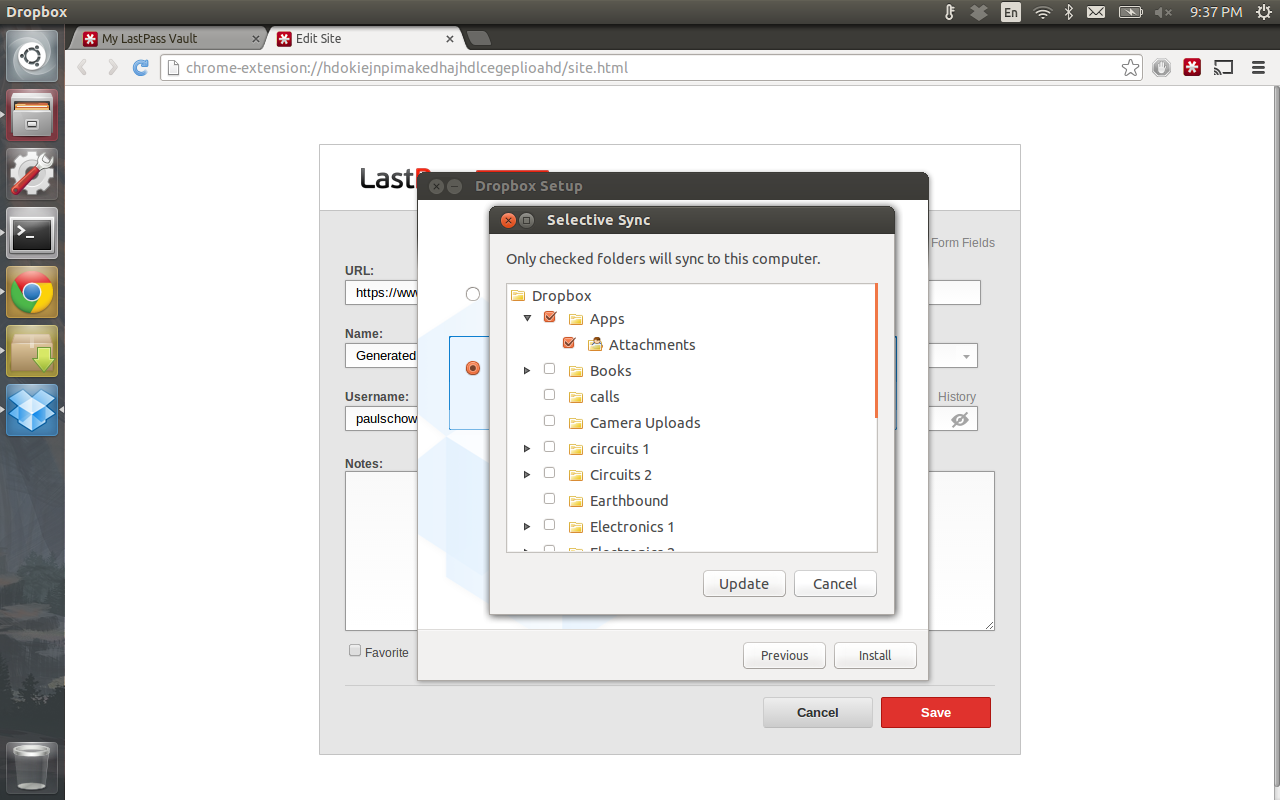 Dropbox
En
9:37 PM
My LastPass Vault
Edit Site
chrome-extension://hdokiejnpimakedhajhdlcegeplioahd/site.html
Dropbox Setup
Selective Sync
Form Fields
Only checked folders will sync to this computer.
URL:
https://www
Dropbox
Apps
Name:
Generated
Attachments
Books
Username:
calls
History
paulschow
Camera Uploads
circuits 1
Notes:
Circuits 2
Earthbound
Electronics 1
Update
Cancel
Favorite
Previous
Install
Cancel
Save